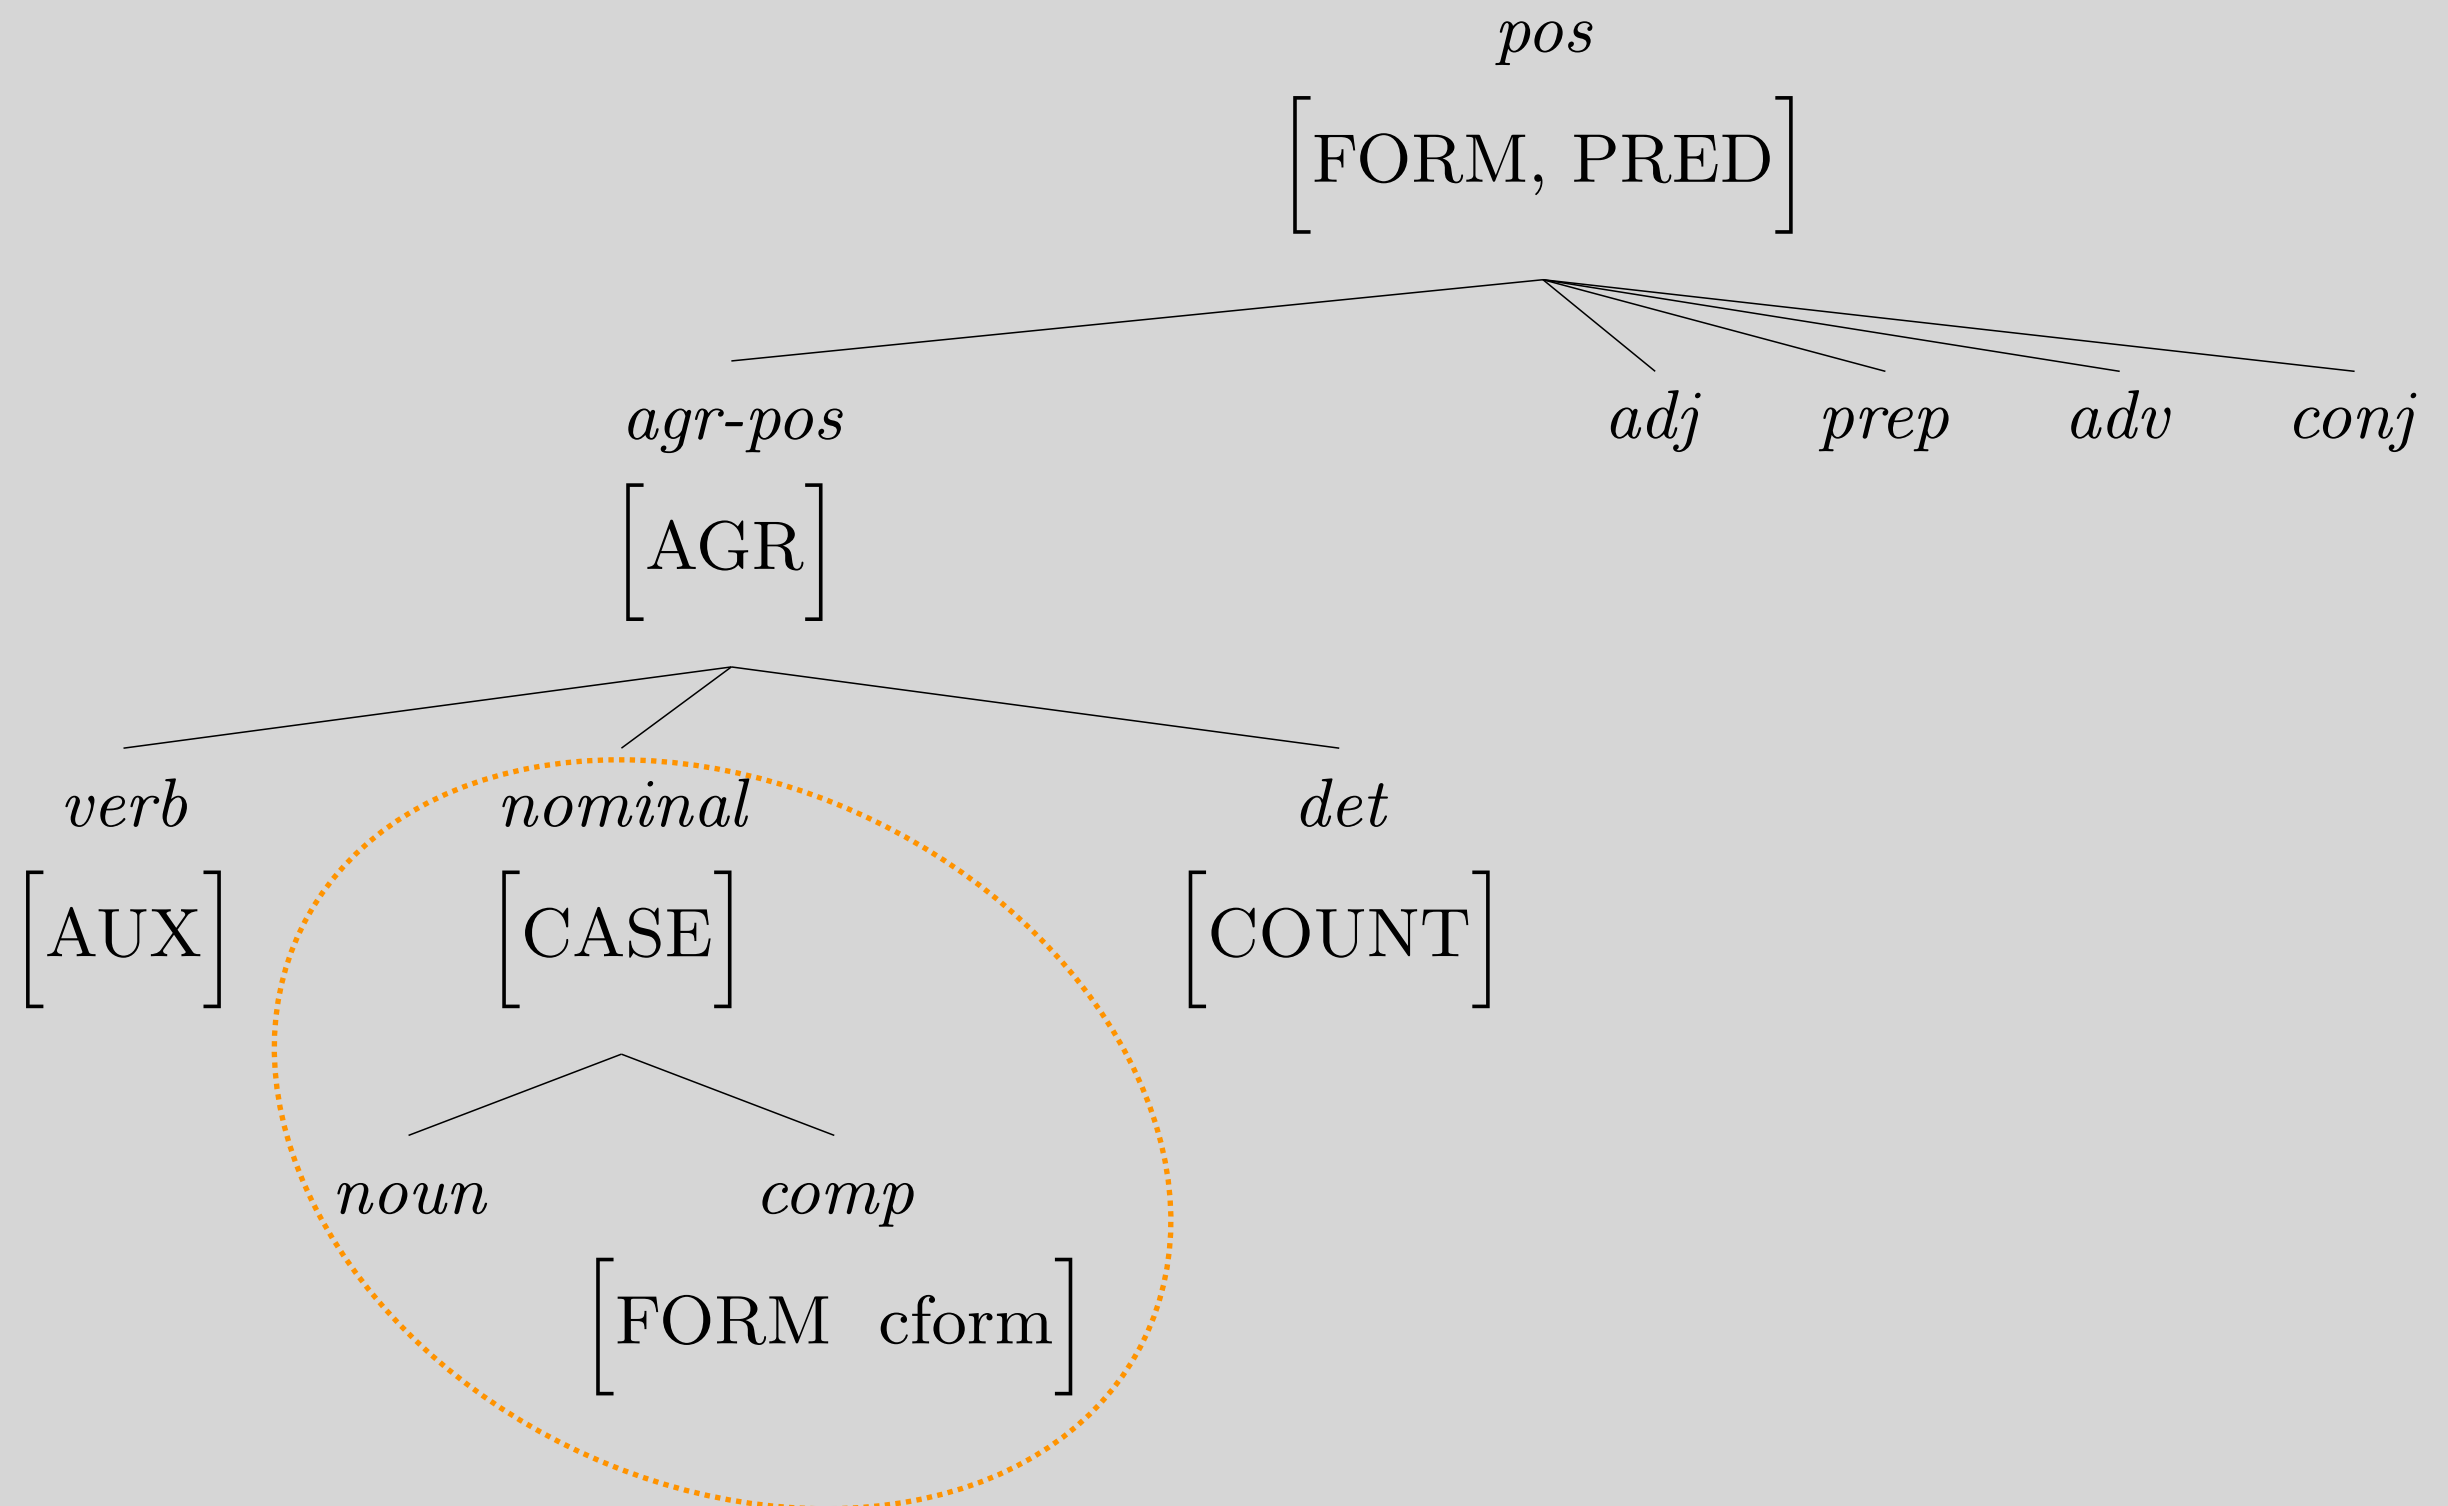 pos
[FORM, PRED]
agr-pos adj prep adv conj
[AGR]
verb nominal det
[AUX] [CASE] [COUNT]
noun comp
[FORM cform]